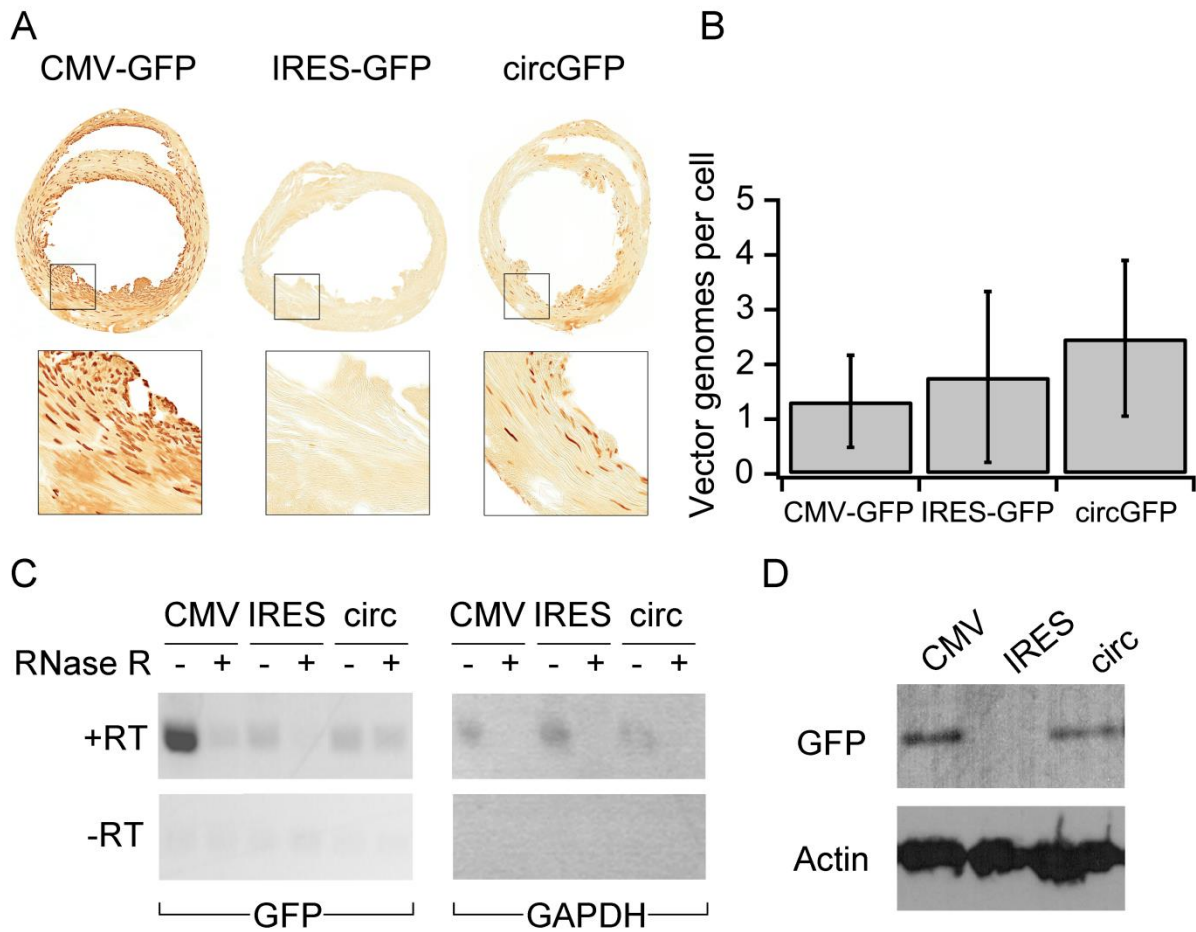 A
CMV-GFP IRES-GFP circGFP
B
Vector genomes per cell
5
4
3
2
1
0
CMV-GFP IRES-GFP circGFP
C
CMV IRES circ CMV IRES circ
RNase R - + - + - + - + - + - +
+RT
-RT
GFP GAPDH
D
CMV IRES circ
GFP
Actin